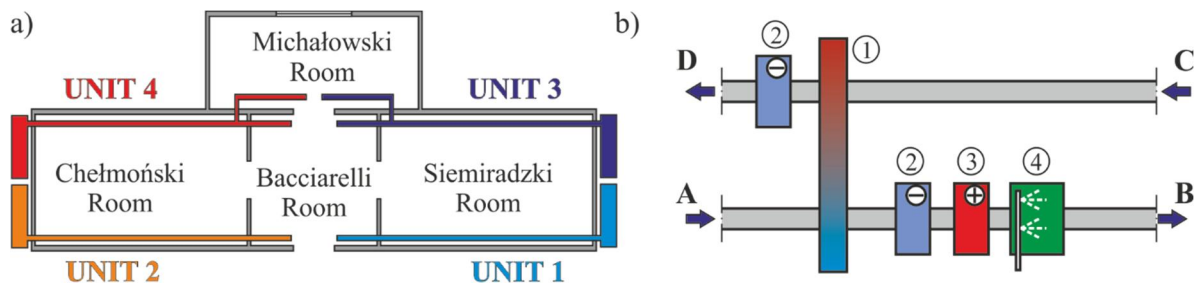 a)
Michałowski
Room
UNIT 4
UNIT 3
Chełmoński
Room
Bacciarelli
Room
Siemiradzki
Room
UNIT 2
UNIT 1
b)
② ①
D C
−
② ③ ④
A B
− +